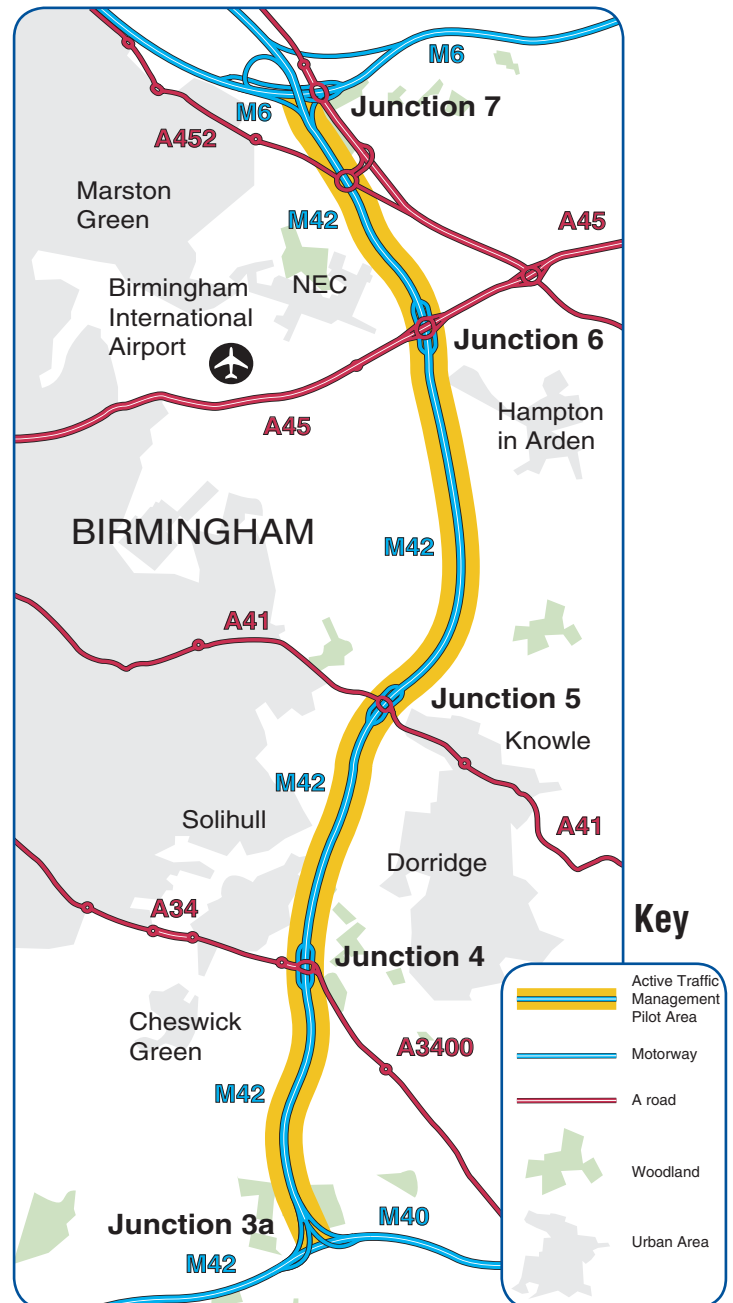 M6
M6
Junction 7
A452
Marston
Green
M42
A45
Birmingham
International
Airport
NEC
Junction 6
A45
Hampton
in Arden
BIRMINGHAM
M42
A41
Junction 5
Knowle
M42
Solihull
A41
Dorridge
A34
Key
Junction 4
Active Traffic
Management
Pilot Area
Cheswick
Green
A3400
Motorway
M42
A road
Woodland
Junction 3a
M40
Urban Area
M42